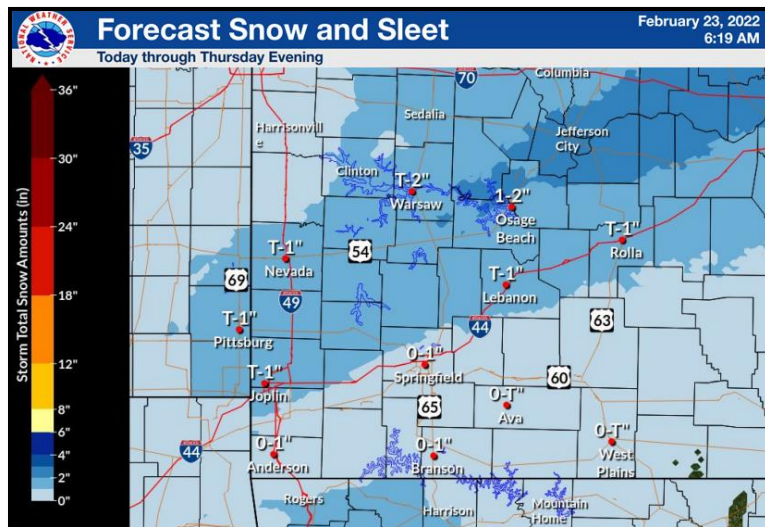 NATIONAL WEATHER SERVICE
Forecast Snow and Sleet
February 23, 2022
6:19 AM
Today through Thursday Evening
Storm Total Snow Amounts (in)
36"
30"
24"
18"
12"
8"
6"
4"
2"
0"
70
Columbia
Sedalia
Harrisonvill
e
Jefferson
City
35
Clinton
T-2"
Warsaw
1-2"
Osage
Beach
T-1"
Rolla
54
T-1"
Nevada
69
49
T-1"
Lebanon
63
44
T-1"
Pittsburg
0-1"
Springfield
60
T-1"
Joplin
65
0-T"
Ava
0-1"
Anderson
44
0-1"
Branson
0-T"
West
Plains
Rogers
Harrison
Mountain
Home